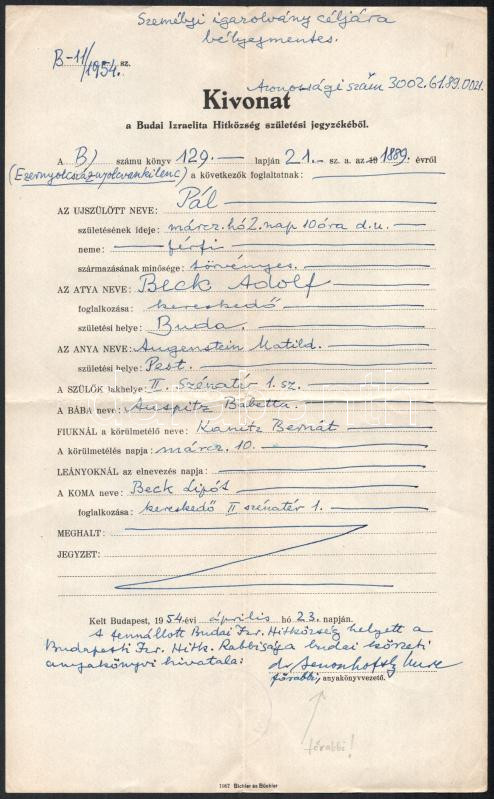 Személyi igazolvány céljára
bélyegmentes.
B-11/1954. sz.
Azonossági szám 3002.61.89.0021.
Kivonat
a Budai Izraelita Hitközség születési jegyzékéből.
A B) számu könyv 129.— lapján 21.— sz. a. az 18 1889. évről
(Ezernyolcszáznyolcvankilenc) a következők foglaltatnak:
AZ UJSZÜLÖTT NEVE: Pál
születésének ideje: márcz. hó 2. nap 10 óra d.u.
neme: férfi
származásának minősége: törvényes.
AZ ATYA NEVE: Beck Adolf
foglalkozása: kereskedő
születési helye: Buda.
AZ ANYA NEVE: Augenstein Matild.
születési helye: Pest.
A SZÜLŐK lakhelye: II. Szénatér 1. sz.
A BÁBA neve: Auspitz Babetta.
FIUKNÁL a körülmetélő neve: Kanitz Bernát
A körülmetélés napja: márcz. 10.
LEÁNYOKNÁL az elnevezés napja:
A KOMA neve: Beck Lipót
foglalkozása: kereskedő II szénatér 1.
MEGHALT:
JEGYZET:
Kelt Budapest, 1954 évi április hó 23. napján.
A fennállott Budai Izr. Hitközség helyett a
Budapesti Izr. Hitk. Rabbisága budai körzeti
anyakönyvi hivatala: dr
főrabbi, anyakönyvvezető.
főrabbi!
1967 Bichler és Büchler